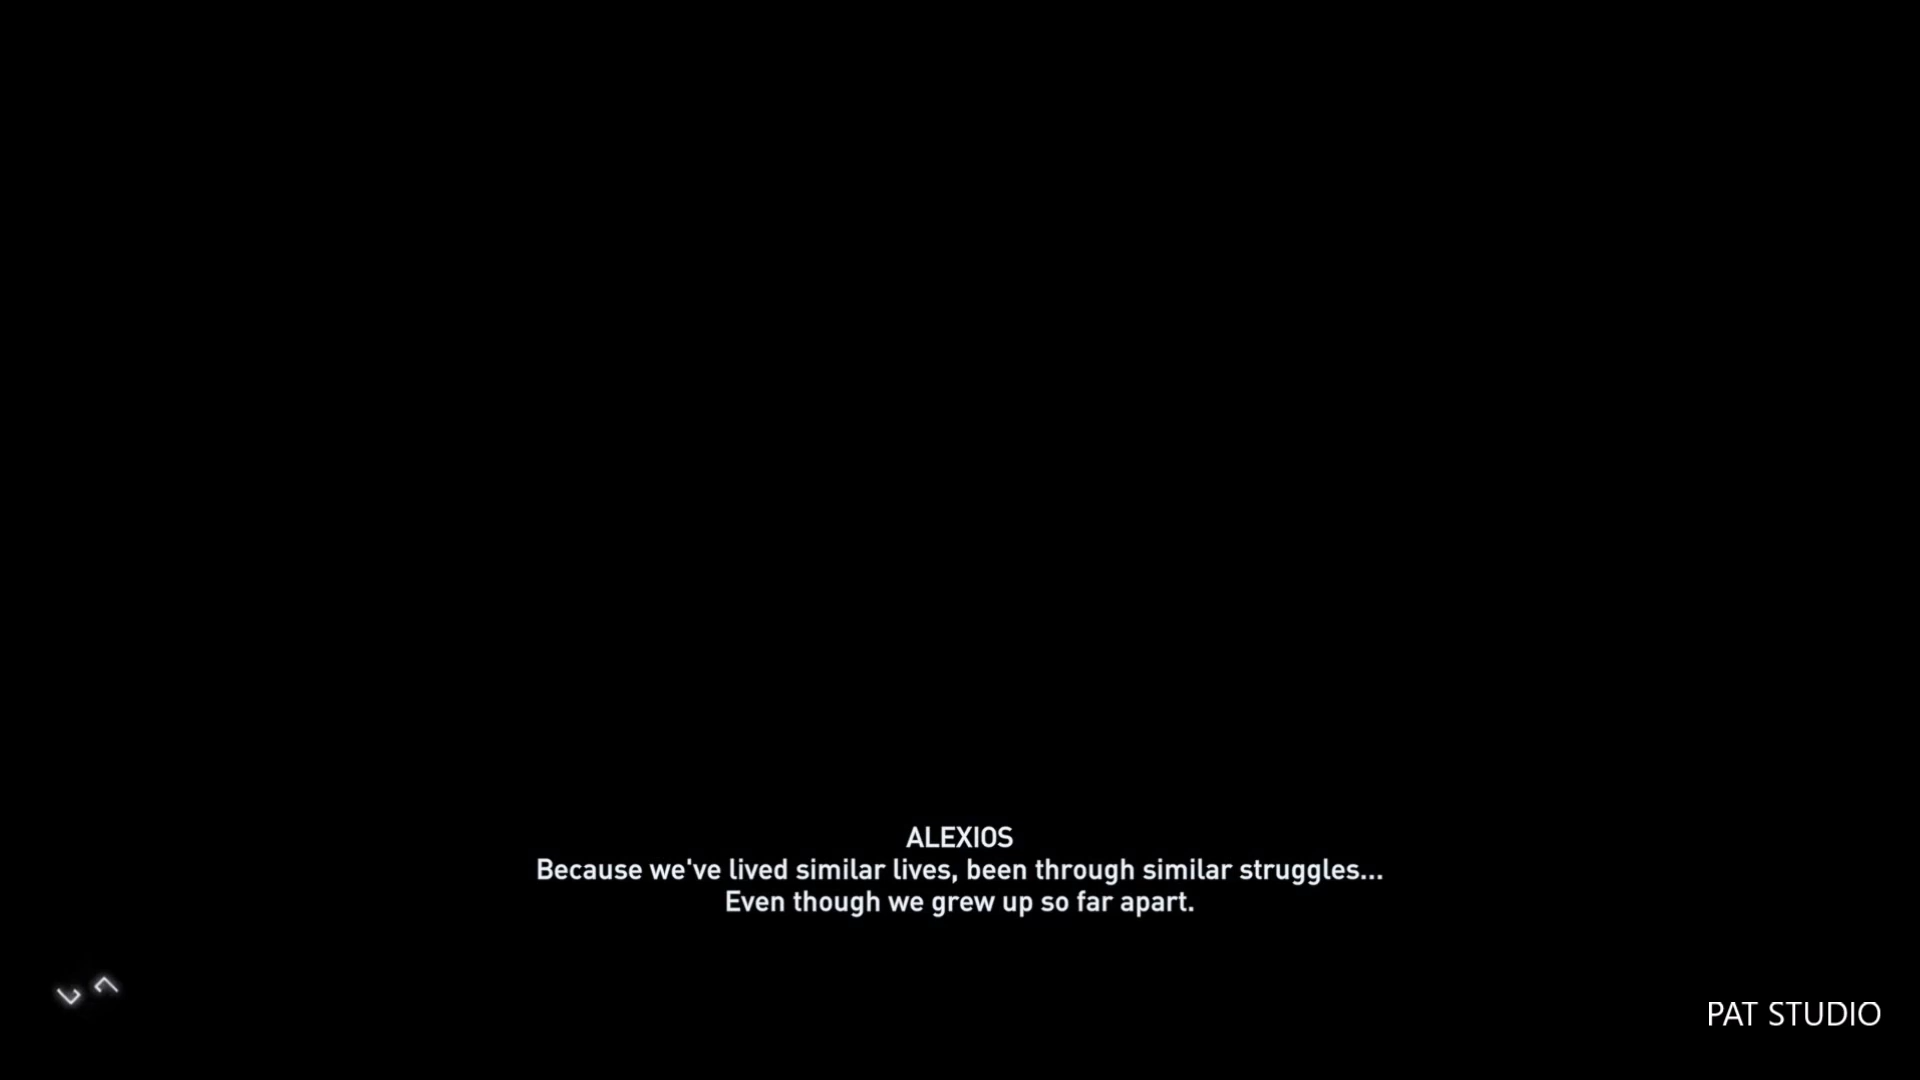 ALEXIOS
Because we've lived similar lives, been through similar struggles...
Even though we grew up so far apart.
PAT STUDIO